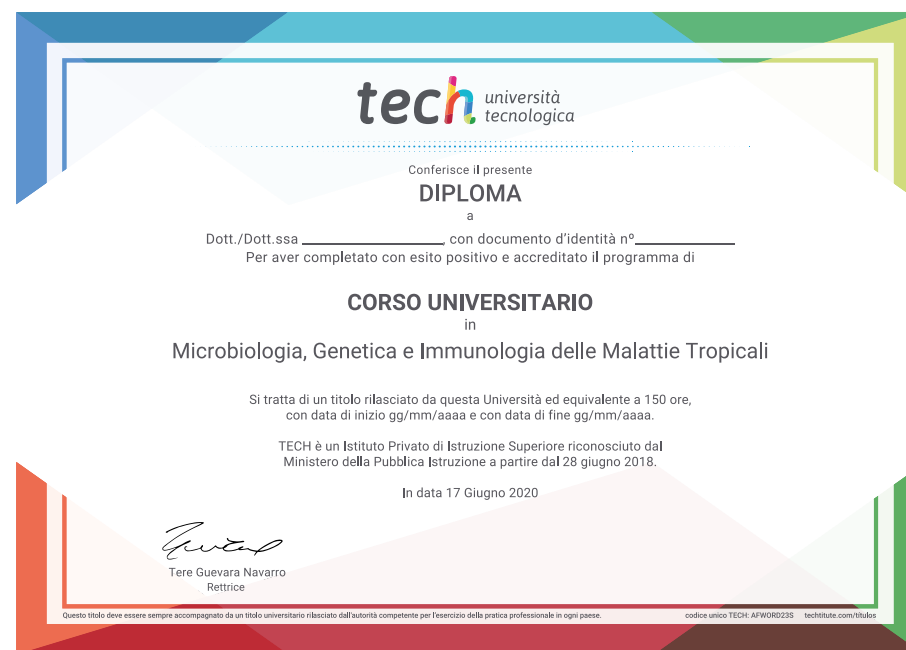 tech università
tecnologica
Conferisce il presente
DIPLOMA
a
Dott./Dott.ssa ____________________, con documento d'identità nº______________
Per aver completato con esito positivo e accreditato il programma di
CORSO UNIVERSITARIO
in
Microbiologia, Genetica e Immunologia delle Malattie Tropicali
Si tratta di un titolo rilasciato da questa Università ed equivalente a 150 ore,
con data di inizio gg/mm/aaaa e con data di fine gg/mm/aaaa.
TECH è un Istituto Privato di Istruzione Superiore riconosciuto dal
Ministero della Pubblica Istruzione a partire dal 28 giugno 2018.
In data 17 Giugno 2020
Tere Guevara Navarro
Rettrice
Questo titolo deve essere sempre accompagnato da un titolo universitario rilasciato dall'autorità competente per l'esercizio della pratica professionale in ogni paese. codice unico TECH: AFWORD23S techtitute.com/titulos